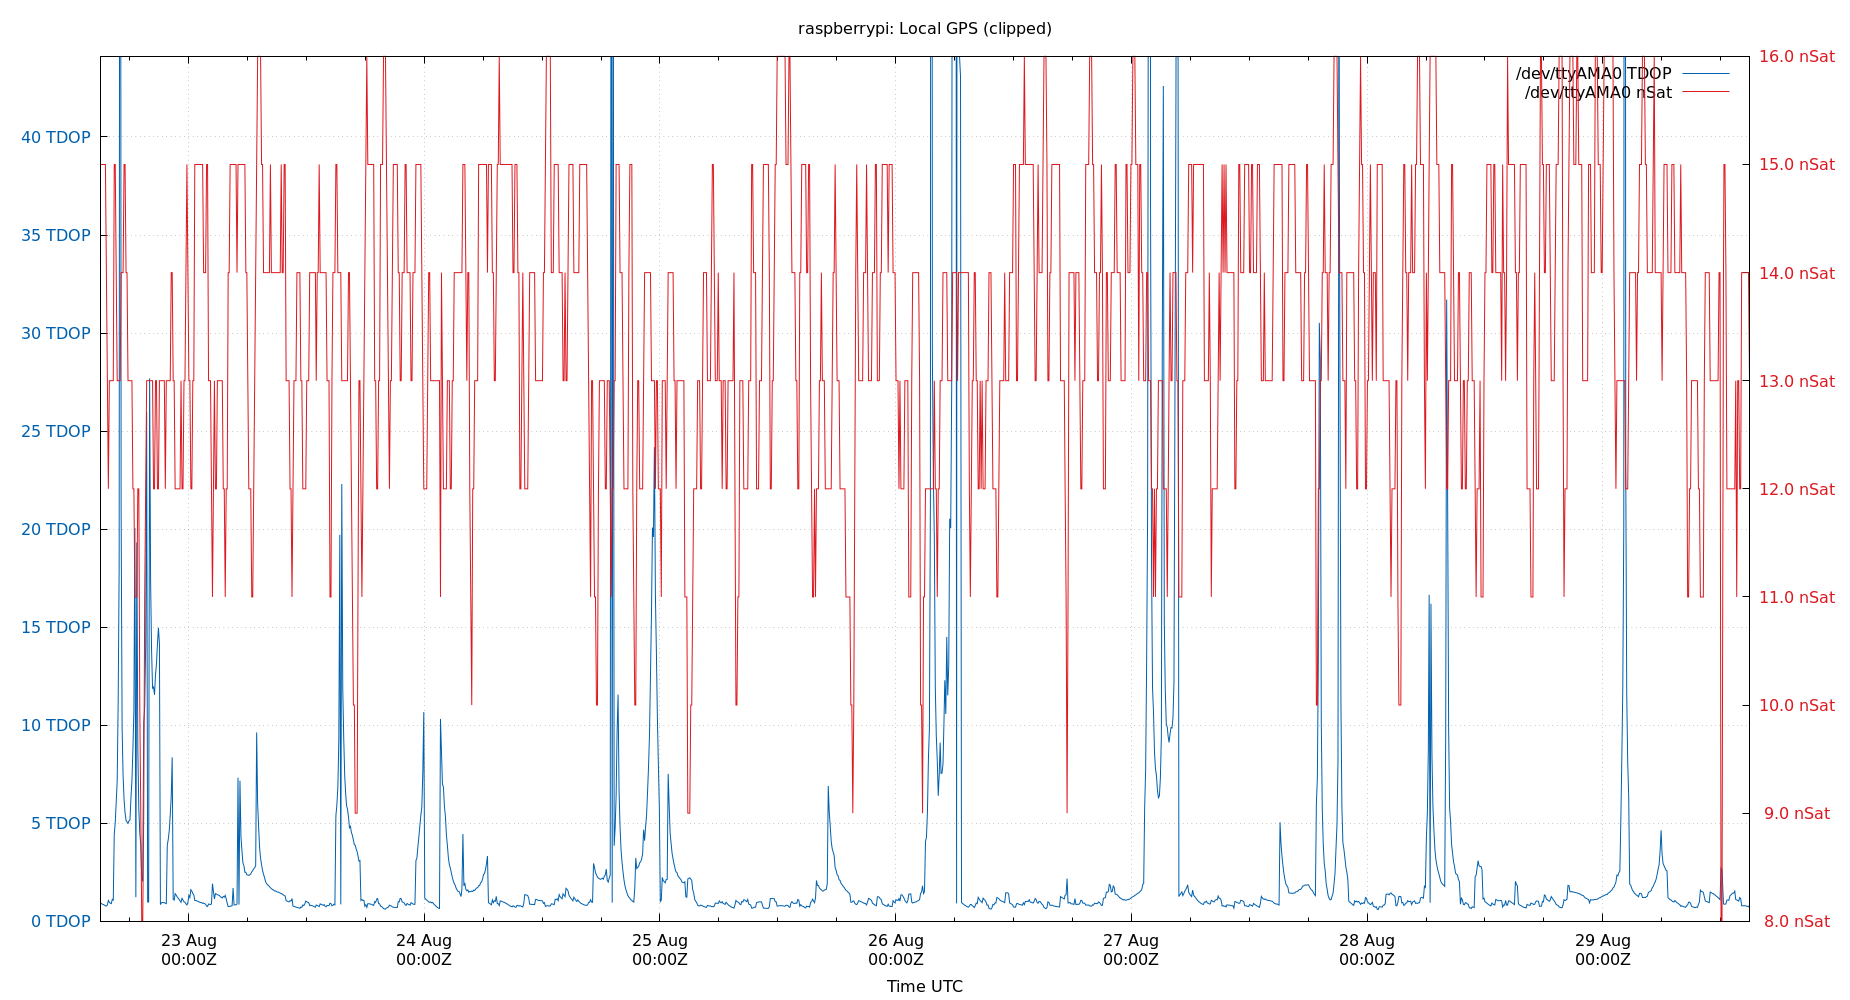 raspberrypi: Local GPS (clipped)
/dev/ttyAMA0 TDOP
/dev/ttyAMA0 nSat
40 TDOP
35 TDOP
30 TDOP
25 TDOP
20 TDOP
15 TDOP
10 TDOP
5 TDOP
0 TDOP
16.0 nSat
15.0 nSat
14.0 nSat
13.0 nSat
12.0 nSat
11.0 nSat
10.0 nSat
9.0 nSat
8.0 nSat
23 Aug
00:00Z
24 Aug
00:00Z
25 Aug
00:00Z
26 Aug
00:00Z
27 Aug
00:00Z
28 Aug
00:00Z
29 Aug
00:00Z
Time UTC